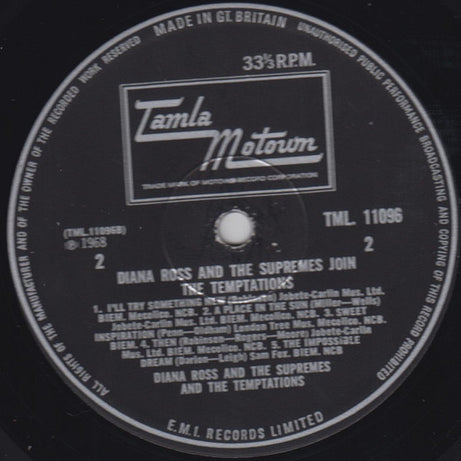 MADE IN GT. BRITAIN
UNAUTHORISED PUBLIC PERFORMANCE BROADCASTING AND COPYING OF THIS RECORD PROHIBITED
ALL RIGHTS OF THE MANUFACTURER AND OF THE OWNER OF THE RECORDED WORK RESERVED
33⅓ R.P.M.
Tamla
Motown
TRADE MARK OF MOTOWN RECORD CORPORATION
(TML.11096B)
℗ 1968
2
TML. 11096
2
DIANA ROSS AND THE SUPREMES JOIN
THE TEMPTATIONS
1. I'LL TRY SOMETHING NEW (Robinson) Jobete-Carlin Mus. Ltd.
BIEM. Mecolico. NCB. 2. A PLACE IN THE SUN (Miller—Wells)
Jobete-Carlin Mus. Ltd. BIEM. Mecolico. NCB. 3. SWEET
INSPIRATION (Penn—Oldham) London Tree Mus. Mecolico. NCB.
BIEM. 4. THEN (Robinson—Rogers—Moore) Jobete-Carlin
Mus. Ltd. BIEM. Mecolico, NCB. 5. THE IMPOSSIBLE
DREAM (Darion—Leigh) Sam Fox. BIEM. NCB
DIANA ROSS AND THE SUPREMES
AND THE TEMPTATIONS
E.M.I. RECORDS LIMITED